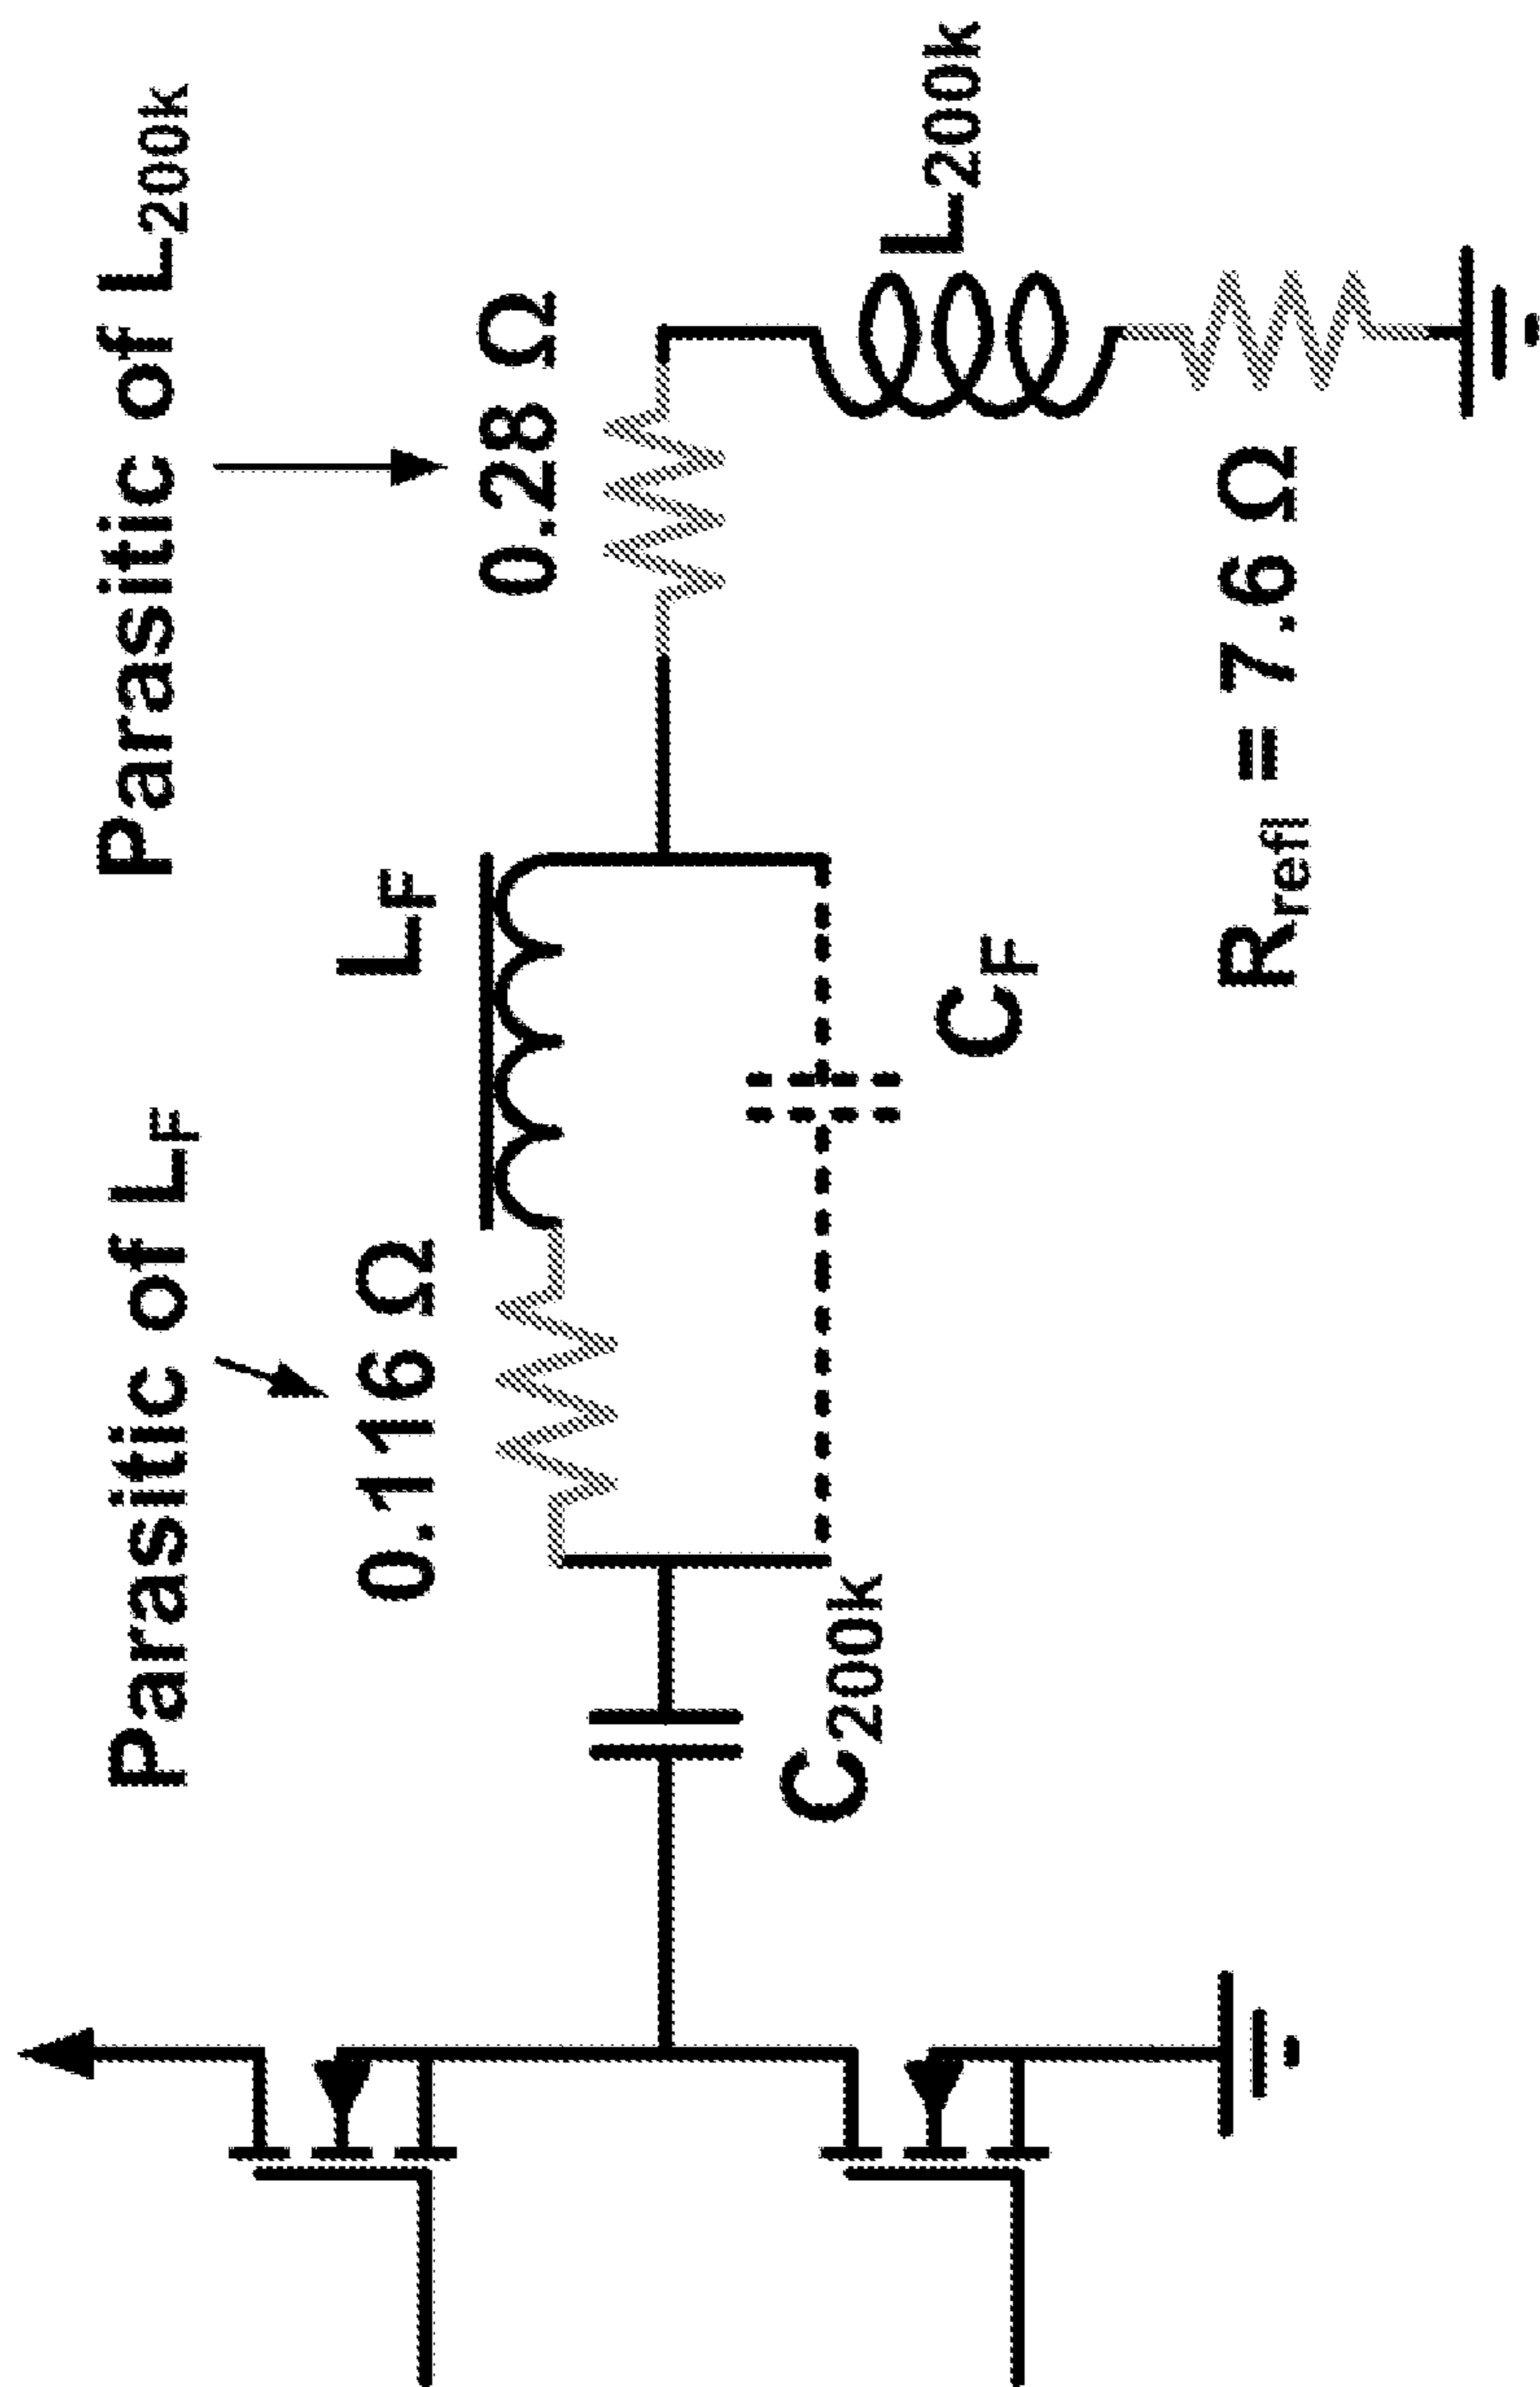 Parasitic of L200k
Parasitic of LF
0.28 Ω
LF
0.116 Ω
L200k
CF
C200k
Rrefl = 7.6 Ω